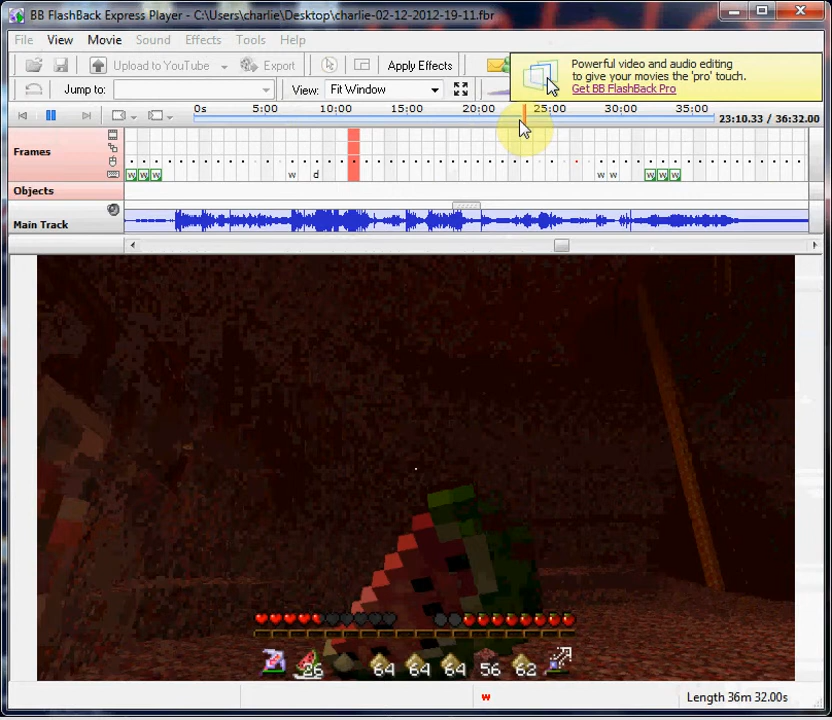 BB FlashBack Express Player - C:\Users\charlie\Desktop\charlie-02-12-2012-19-11.fbr
File View Movie Sound Effects Tools Help
Upload to YouTube Export Apply Effects
Powerful video and audio editing
to give your movies the 'pro' touch.
Get BB FlashBack Pro
Jump to: View: Fit Window
0s 5:00 10:00 15:00 20:00 25:00 30:00 35:00
23:10.33 / 36:32.00
Frames
w w w w d w w w w w
Objects
Main Track
26 64 64 64 56 62
w Length 36m 32.00s